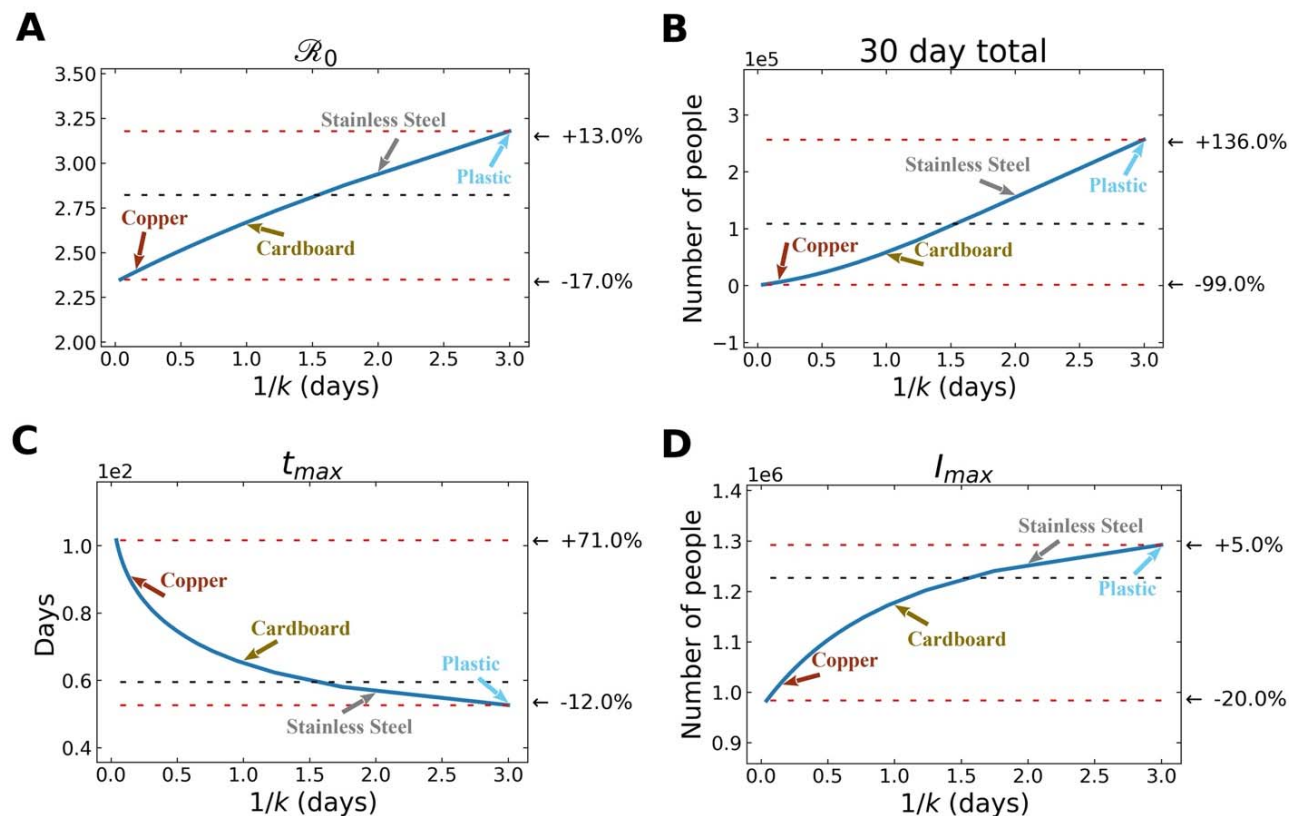 A
ℛ₀
3.50
3.25
3.00
2.75
2.50
2.25
2.00
Stainless Steel
Plastic
Copper
Cardboard
← +13.0%
← -17.0%
0.0 0.5 1.0 1.5 2.0 2.5 3.0
1/k (days)
B
30 day total
1e5
Number of people
3
2
1
0
−1
Stainless Steel
Plastic
Copper
Cardboard
← +136.0%
← -99.0%
0.0 0.5 1.0 1.5 2.0 2.5 3.0
1/k (days)
C
t_max
1e2
Days
1.0
0.8
0.6
0.4
Copper
Cardboard
Plastic
Stainless Steel
← +71.0%
← -12.0%
0.0 0.5 1.0 1.5 2.0 2.5 3.0
1/k (days)
D
I_max
1e6
Number of people
1.4
1.3
1.2
1.1
1.0
0.9
Stainless Steel
Plastic
Cardboard
Copper
← +5.0%
← -20.0%
0.0 0.5 1.0 1.5 2.0 2.5 3.0
1/k (days)